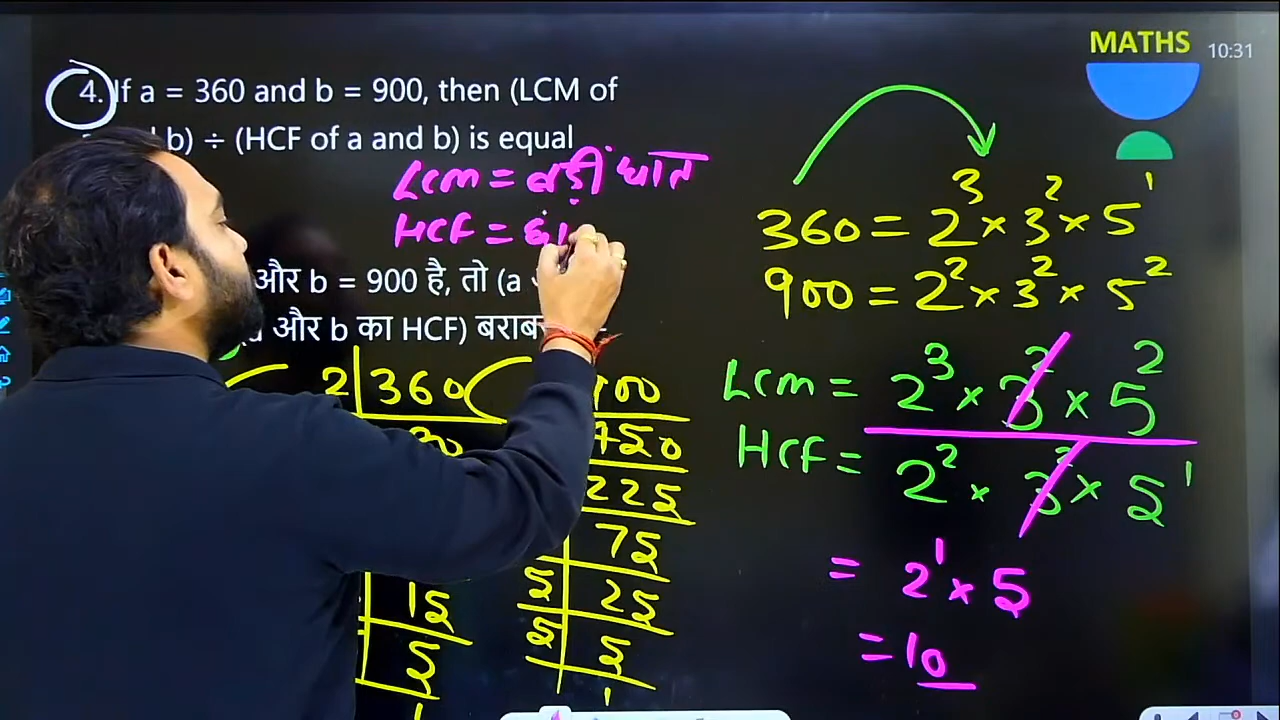 MATHS 10:31
4. If a = 360 and b = 900, then (LCM of
b) ÷ (HCF of a and b) is equal
Lcm = बड़ी घात
HCF =
और b = 900 है, तो (a
और b का HCF) बराबर
360 = 2³ × 3² × 5¹
900 = 2² × 3² × 5²
Lcm = 2³ × 3² × 5²
HCF = 2² × 3² × 5¹
= 2¹ × 5
= 10
2 | 360
15
5
1
900
450
225
75
5 | 25
5 | 5
1